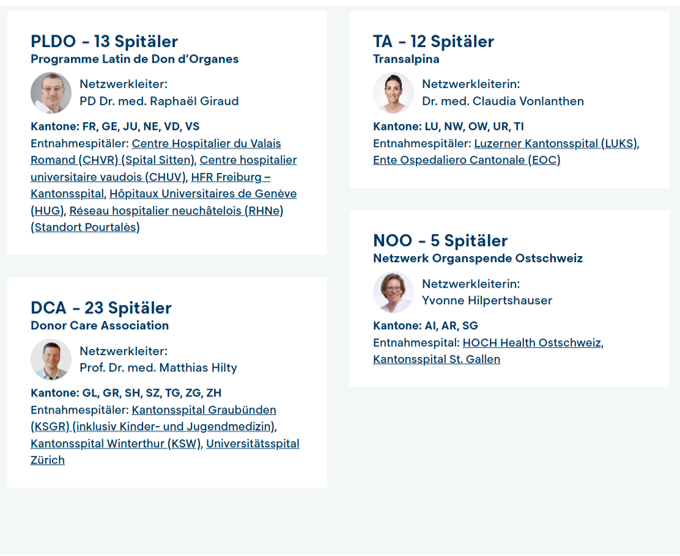 PLDO - 13 Spitäler
Programme Latin de Don d'Organes
Netzwerkleiter:
PD Dr. med. Raphaël Giraud
Kantone: FR, GE, JU, NE, VD, VS
Entnahmespitäler: Centre Hospitalier du Valais
Romand (CHVR) (Spital Sitten), Centre hospitalier
universitaire vaudois (CHUV), HFR Freiburg –
Kantonsspital, Hôpitaux Universitaires de Genève
(HUG), Réseau hospitalier neuchâtelois (RHNe)
(Standort Pourtalès)
DCA - 23 Spitäler
Donor Care Association
Netzwerkleiter:
Prof. Dr. med. Matthias Hilty
Kantone: GL, GR, SH, SZ, TG, ZG, ZH
Entnahmespitäler: Kantonsspital Graubünden
(KSGR) (inklusiv Kinder- und Jugendmedizin),
Kantonsspital Winterthur (KSW), Universitätsspital
Zürich
TA - 12 Spitäler
Transalpina
Netzwerkleiterin:
Dr. med. Claudia Vonlanthen
Kantone: LU, NW, OW, UR, TI
Entnahmespitäler: Luzerner Kantonsspital (LUKS),
Ente Ospedaliero Cantonale (EOC)
NOO - 5 Spitäler
Netzwerk Organspende Ostschweiz
Netzwerkleiterin:
Yvonne Hilpertshauser
Kantone: AI, AR, SG
Entnahmespital: HOCH Health Ostschweiz,
Kantonsspital St. Gallen